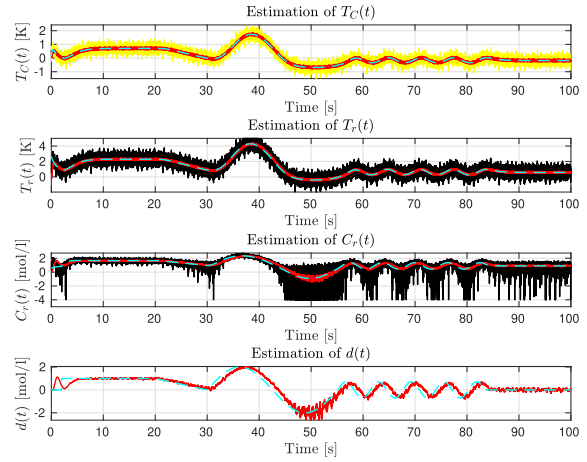 Estimation of T_C(t)
T_C(t) [K]
2
1
0
-1
0 10 20 30 40 50 60 70 80 90 100
Time [s]
Estimation of T_r(t)
T_r(t) [K]
4
2
0
0 10 20 30 40 50 60 70 80 90 100
Time [s]
Estimation of C_r(t)
C_r(t) [mol/l]
2
0
-2
-4
0 10 20 30 40 50 60 70 80 90 100
Time [s]
Estimation of d(t)
d(t) [mol/l]
2
0
-2
0 10 20 30 40 50 60 70 80 90 100
Time [s]